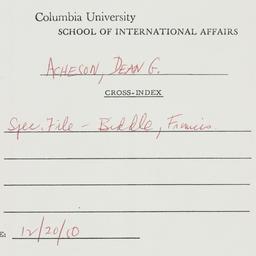 Columbia University
SCHOOL OF INTERNATIONAL AFFAIRS
ACHESON, DEAN G.
CROSS-INDEX
Spec. File - Biddle, Francis
E: 12/20/60